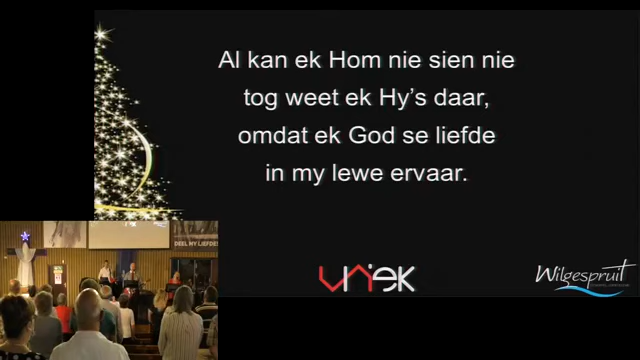 Al kan ek Hom nie sien nie
tog weet ek Hy's daar,
omdat ek God se liefde
in my lewe ervaar.
DEEL NY LIEFDE
uniek
Wilgespruit